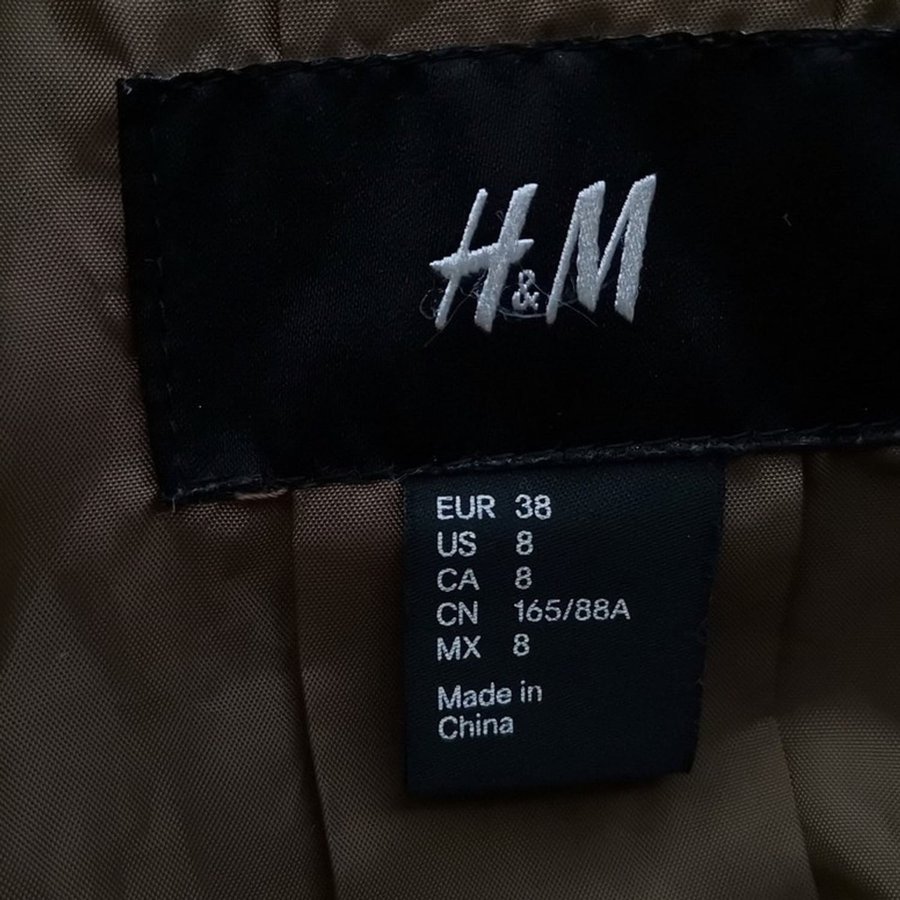 H&M
EUR 38
US 8
CA 8
CN 165/88A
MX 8
Made in
China